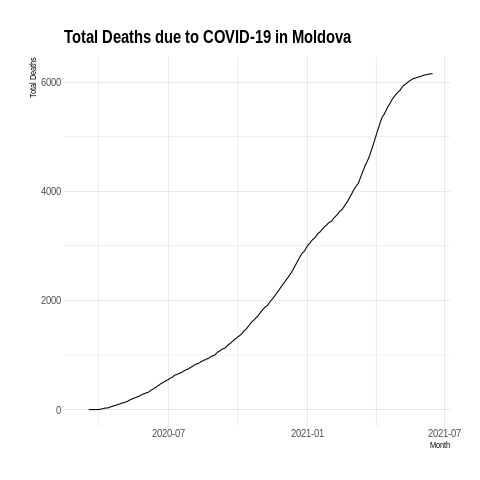 Total Deaths due to COVID-19 in Moldova
Total Deaths
6000
4000
2000
0
2020-07
2021-01
2021-07
Month